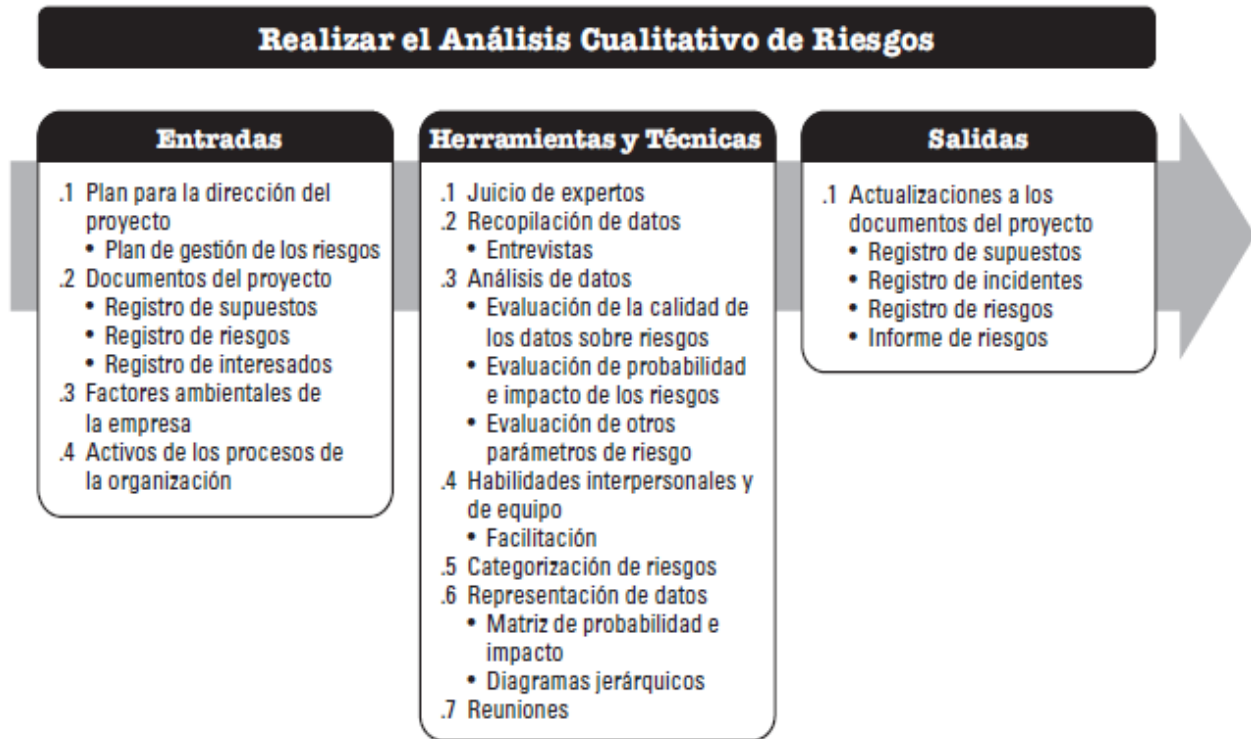 Realizar el Análisis Cualitativo de Riesgos
Entradas
.1 Plan para la dirección del
proyecto
• Plan de gestión de los riesgos
.2 Documentos del proyecto
• Registro de supuestos
• Registro de riesgos
• Registro de interesados
.3 Factores ambientales de
la empresa
.4 Activos de los procesos de
la organización
Herramientas y Técnicas
.1 Juicio de expertos
.2 Recopilación de datos
• Entrevistas
.3 Análisis de datos
• Evaluación de la calidad de
los datos sobre riesgos
• Evaluación de probabilidad
e impacto de los riesgos
• Evaluación de otros
parámetros de riesgo
.4 Habilidades interpersonales y
de equipo
• Facilitación
.5 Categorización de riesgos
.6 Representación de datos
• Matriz de probabilidad e
impacto
• Diagramas jerárquicos
.7 Reuniones
Salidas
.1 Actualizaciones a los
documentos del proyecto
• Registro de supuestos
• Registro de incidentes
• Registro de riesgos
• Informe de riesgos